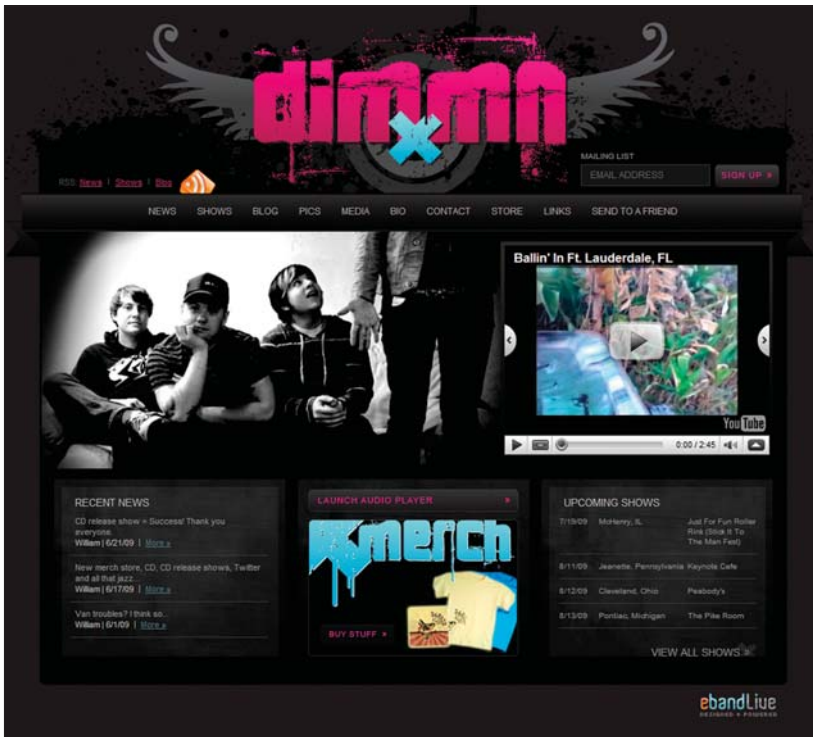 dimmn
x
MAILING LIST
EMAIL ADDRESS
SIGN UP »
RSS: News | Shows | Blog
NEWS SHOWS BLOG PICS MEDIA BIO CONTACT STORE LINKS SEND TO A FRIEND
Ballin' In Ft. Lauderdale, FL
YouTube
0:00 / 2:45
RECENT NEWS
CD release show = Success! Thank you
everyone.
William | 6/21/09 | More »
New merch store, CD, CD release shows, Twitter
and all that jazz...
William | 6/17/09 | More »
Van troubles? I think so...
William | 6/1/09 | More »
LAUNCH AUDIO PLAYER »
merch
BUY STUFF »
UPCOMING SHOWS
7/19/09 McHenry, IL Just For Fun Roller
Rink (Stick It To
The Man Fest)
8/11/09 Jeanette, Pennsylvania Keynote Cafe
8/12/09 Cleveland, Ohio Peabody's
8/13/09 Pontiac, Michigan The Pike Room
VIEW ALL SHOWS »
ebandLive
DESIGNED + POWERED